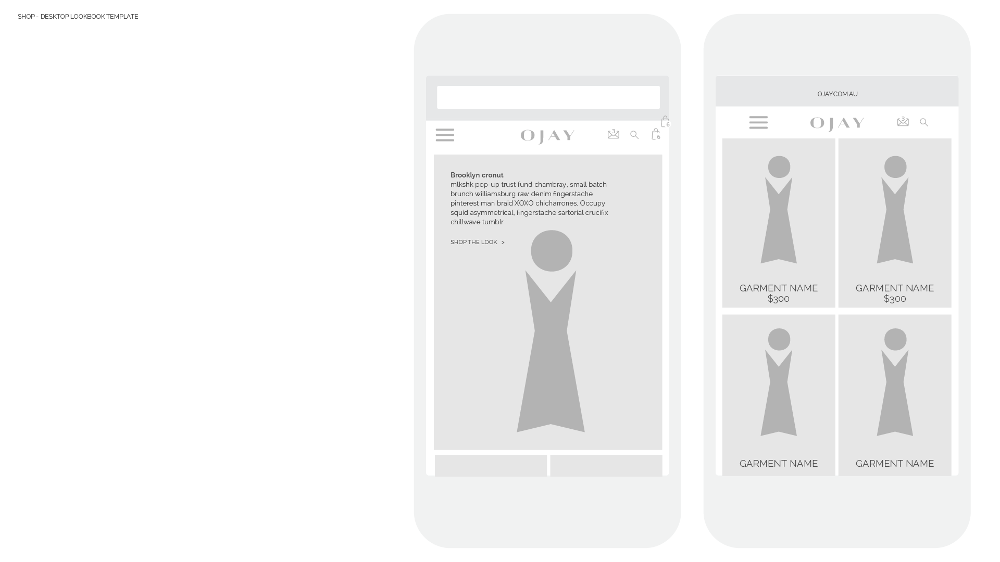 SHOP - DESKTOP LOOKBOOK TEMPLATE
6
OJAY
3
6
Brooklyn cronut
mlkshk pop-up trust fund chambray, small batch
brunch williamsburg raw denim fingerstache
pinterest man braid XOXO chicharrones. Occupy
squid asymmetrical, fingerstache sartorial crucifix
chillwave tumblr
SHOP THE LOOK >
OJAY.COM.AU
OJAY
3
GARMENT NAME
$300
GARMENT NAME
$300
GARMENT NAME
GARMENT NAME